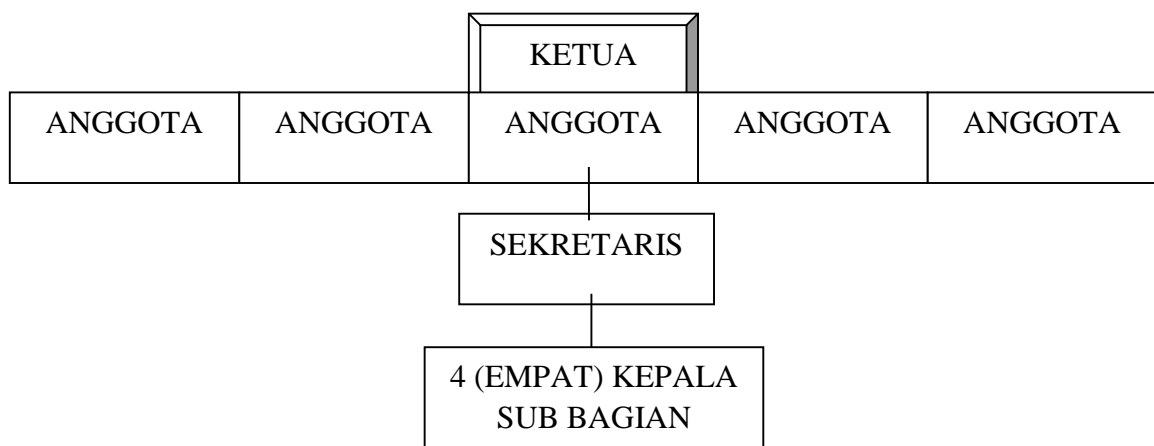 KETUA
ANGGOTA ANGGOTA ANGGOTA ANGGOTA ANGGOTA
SEKRETARIS
4 (EMPAT) KEPALA
SUB BAGIAN